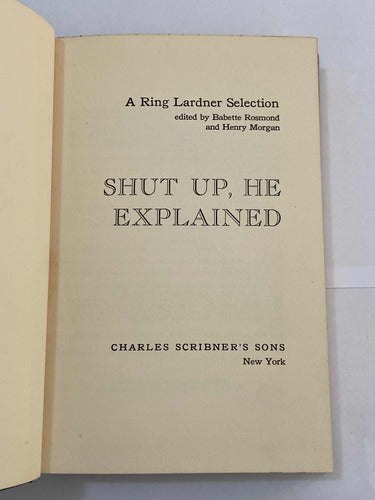 A Ring Lardner Selection
edited by Babette Rosmond
and Henry Morgan
SHUT UP, HE
EXPLAINED
CHARLES SCRIBNER'S SONS
New York